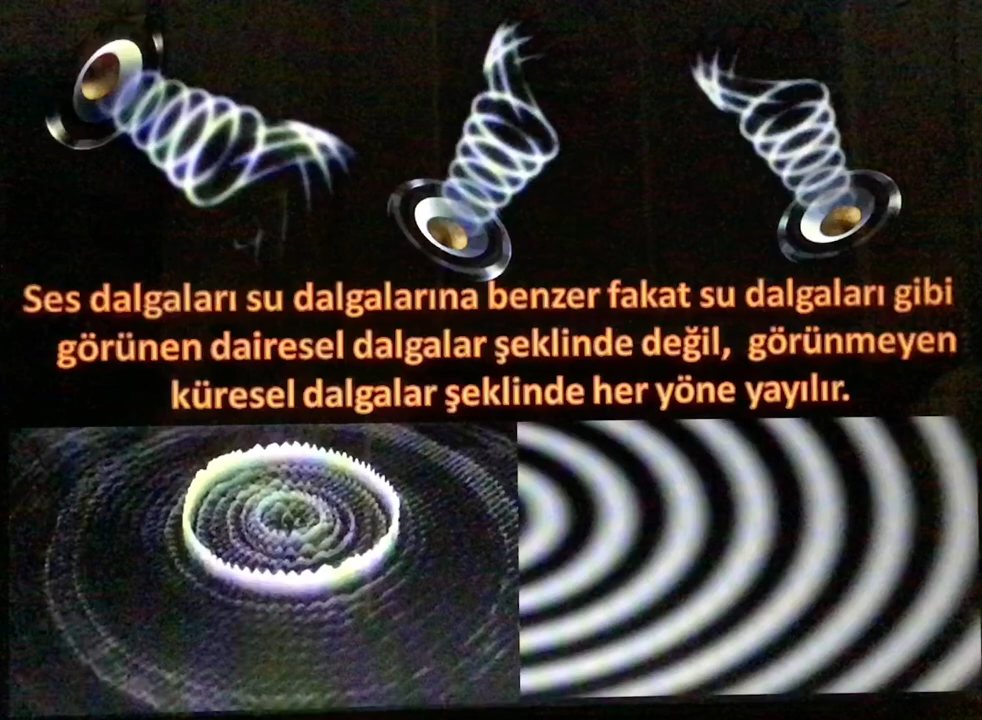 Ses dalgaları su dalgalarına benzer fakat su dalgaları gibi
görünen dairesel dalgalar şeklinde değil, görünmeyen
küresel dalgalar şeklinde her yöne yayılır.